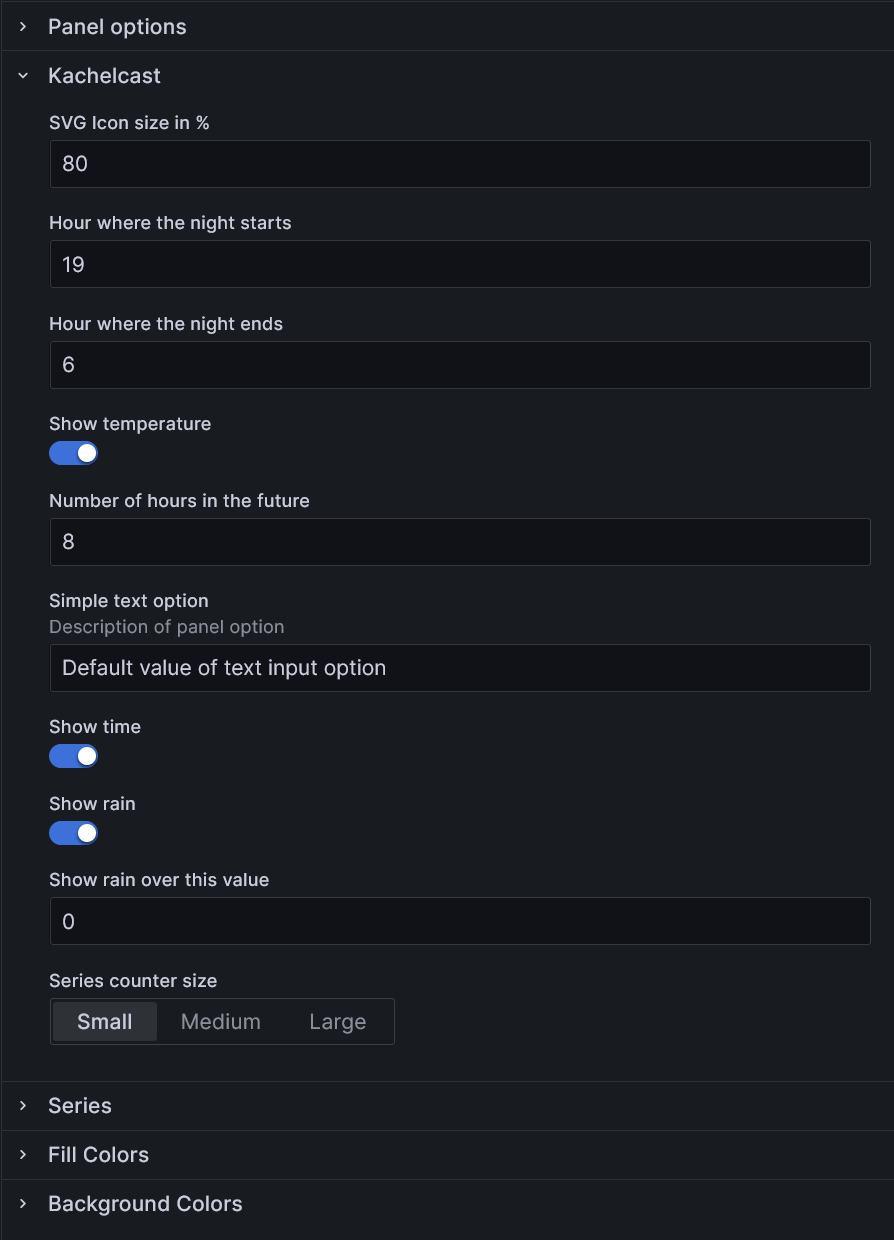 Panel options
Kachelcast
SVG Icon size in %
80
Hour where the night starts
19
Hour where the night ends
6
Show temperature
Number of hours in the future
8
Simple text option
Description of panel option
Default value of text input option
Show time
Show rain
Show rain over this value
0
Series counter size
Small Medium Large
Series
Fill Colors
Background Colors